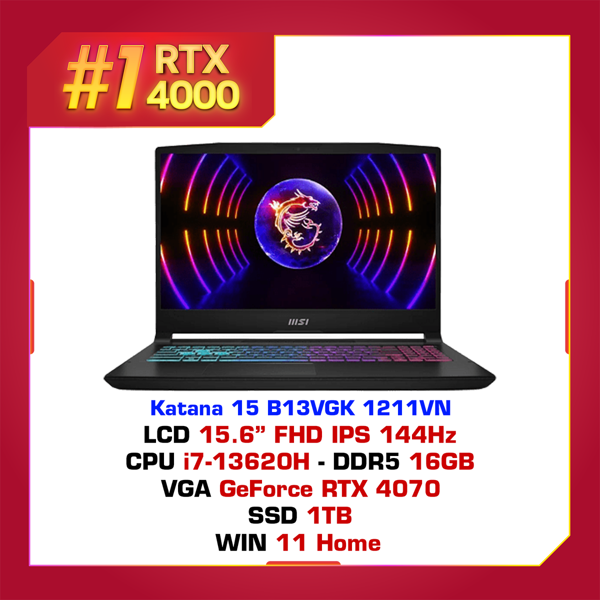 #1 RTX
4000
msi
Katana 15 B13VGK 1211VN
LCD 15.6” FHD IPS 144Hz
CPU i7-13620H - DDR5 16GB
VGA GeForce RTX 4070
SSD 1TB
WIN 11 Home